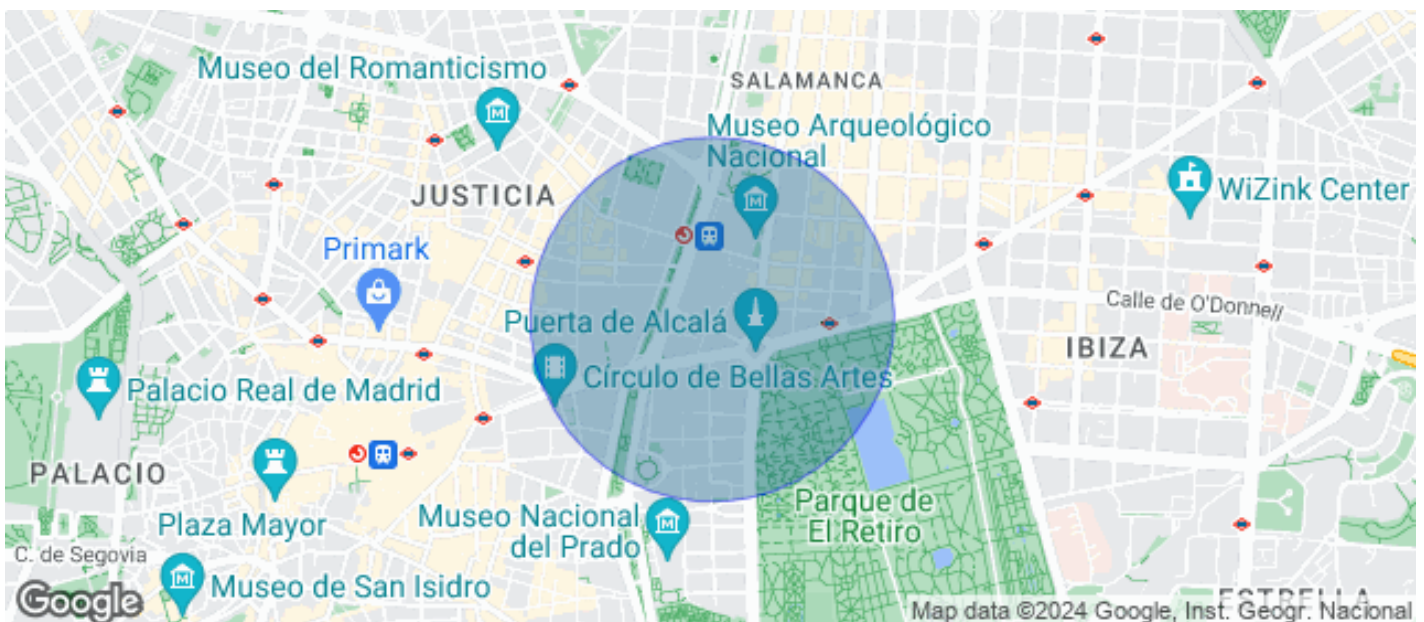 SALAMANCA
Museo del Romanticismo
Museo Arqueológico
Nacional
JUSTICIA
WiZink Center
Primark
Calle de O'Donnell
Puerta de Alcalá
IBIZA
Círculo de Bellas Artes
Palacio Real de Madrid
PALACIO
Parque de
El Retiro
Museo Nacional
del Prado
Plaza Mayor
C. de Segovia
Museo de San Isidro
ESTRELLA
Google
Map data ©2024 Google, Inst. Geogr. Nacional